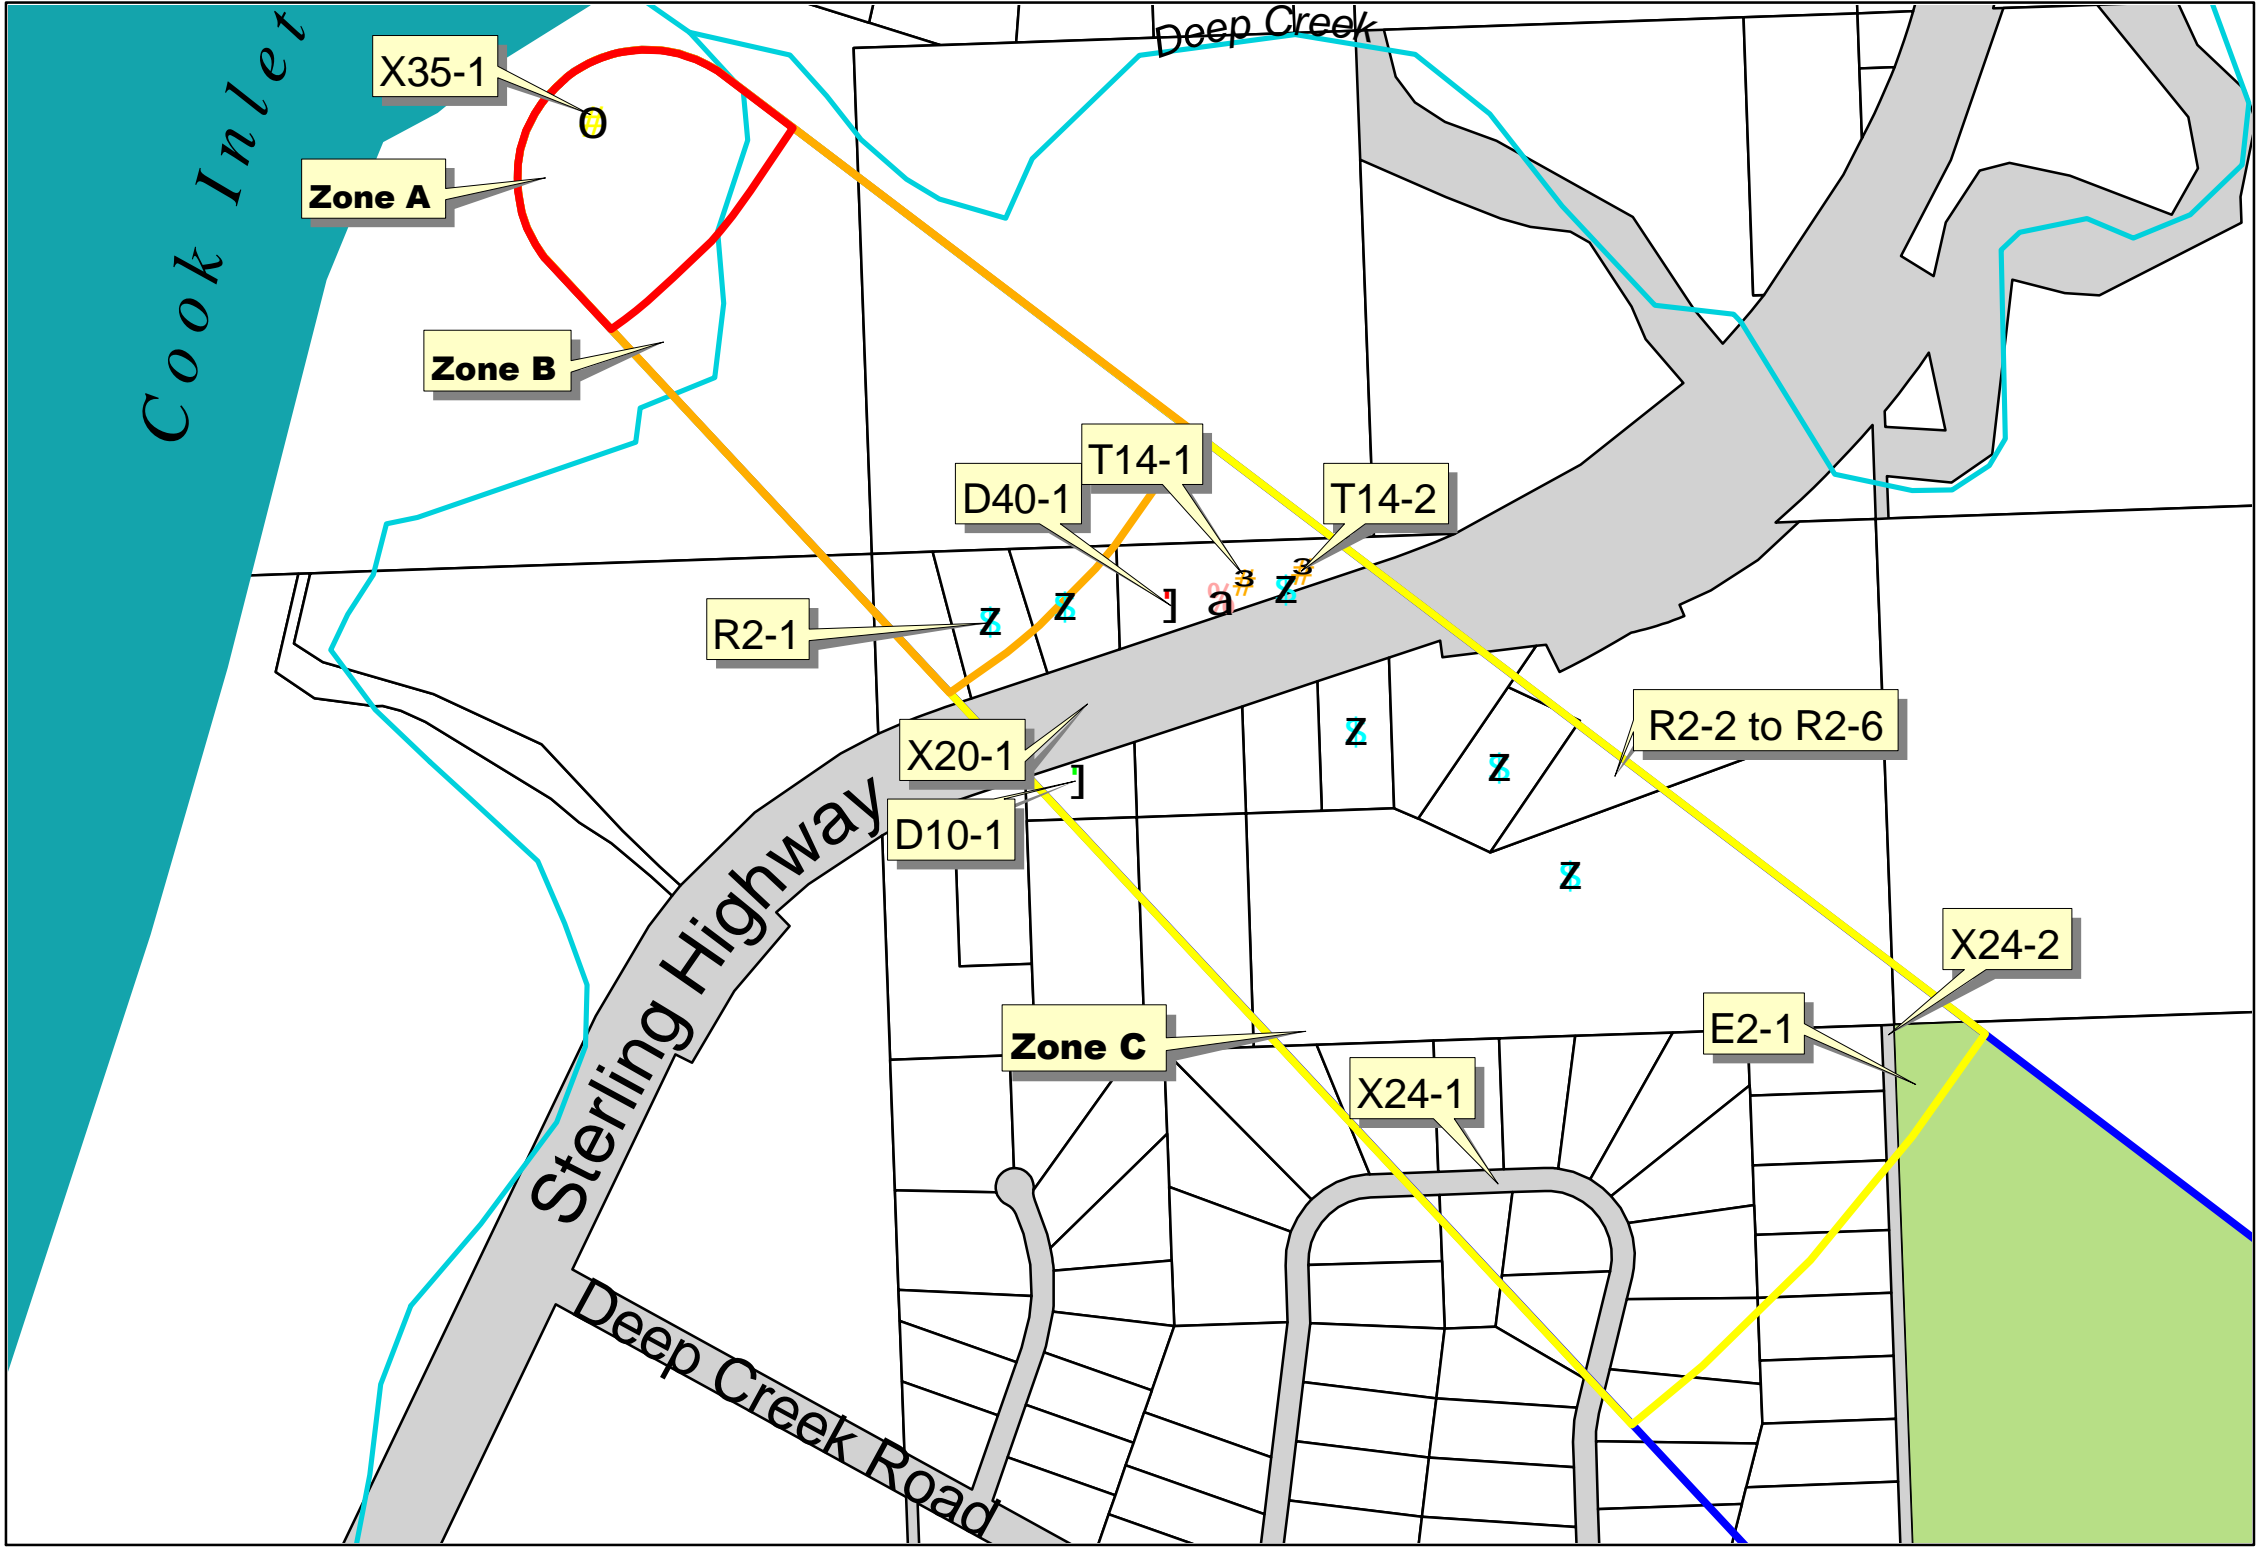 Deep Creek
Cook Inlet
X35-1
Zone A
Zone B
T14-1
D40-1
T14-2
R2-1
R2-2 to R2-6
X20-1
D10-1
Sterling Highway
X24-2
E2-1
Zone C
X24-1
Deep Creek Road